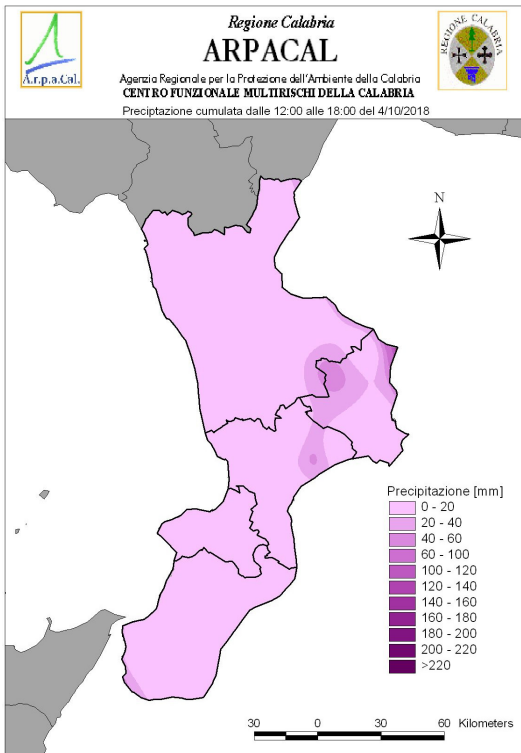 Regione Calabria
ARPACAL
Agenzia Regionale per la Protezione dell'Ambiente della Calabria
CENTRO FUNZIONALE MULTIRISCHI DELLA CALABRIA
Precipitazione cumulata dalle 12:00 alle 18:00 del 4/10/2018
A.r.p.a.Cal.
REGIONE CALABRIA
N
Precipitazione [mm]
0 - 20
20 - 40
40 - 60
60 - 100
100 - 120
120 - 140
140 - 160
160 - 180
180 - 200
200 - 220
>220
30 0 30 60 Kilometers